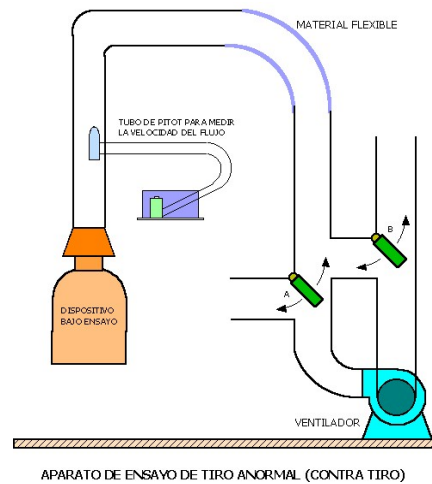 MATERIAL FLEXIBLE
TUBO DE PITOT PARA MEDIR
LA VELOCIDAD DEL FLUJO
B
A
DISPOSITIVO
BAJO ENSAYO
VENTILADOR
APARATO DE ENSAYO DE TIRO ANORMAL (CONTRA TIRO)